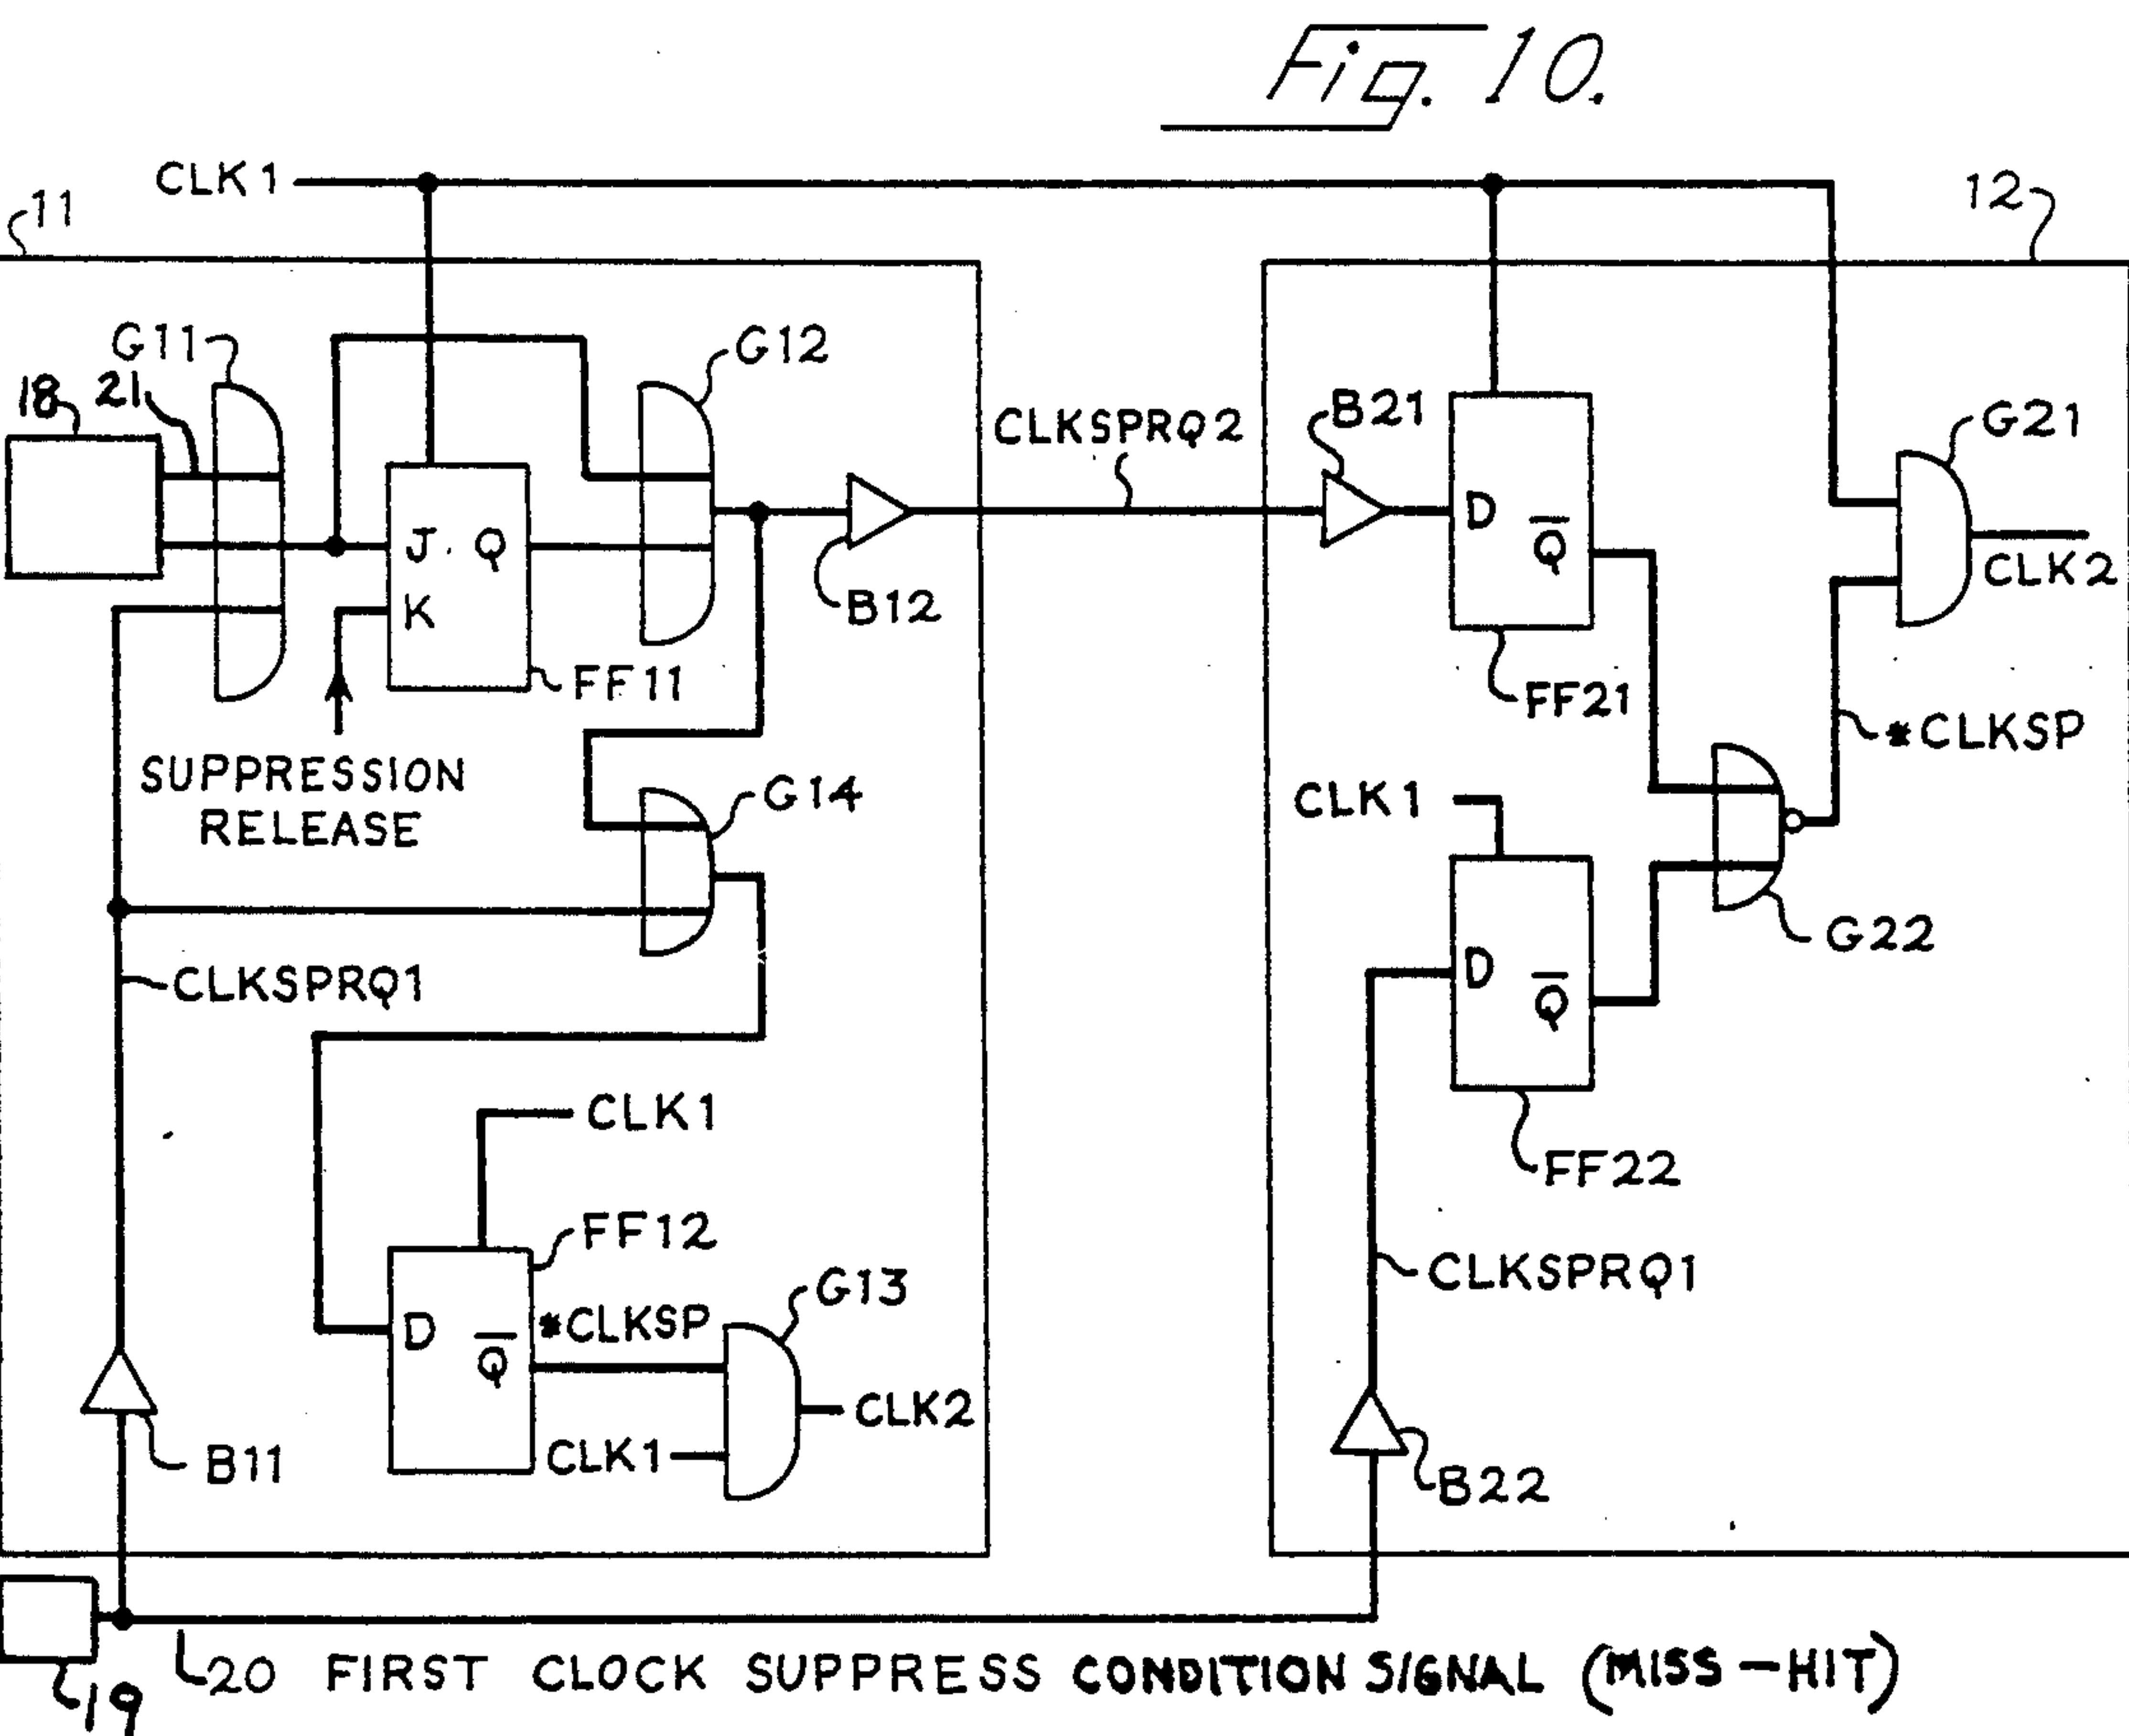 Fig. 10.
CLK1
11
12
G11
G12
18
21
CLKSPRQ2
B21
G21
J
Q
K
D
Q̅
CLK2
B12
FF11
FF21
*CLKSP
SUPPRESSION
RELEASE
G14
CLK1
G22
CLKSPRQ1
D
Q̅
CLK1
FF22
FF12
CLKSPRQ1
G13
D
Q̅
*CLKSP
CLK2
CLK1
B11
B22
20 FIRST CLOCK SUPPRESS CONDITION SIGNAL (MISS-HIT)
19